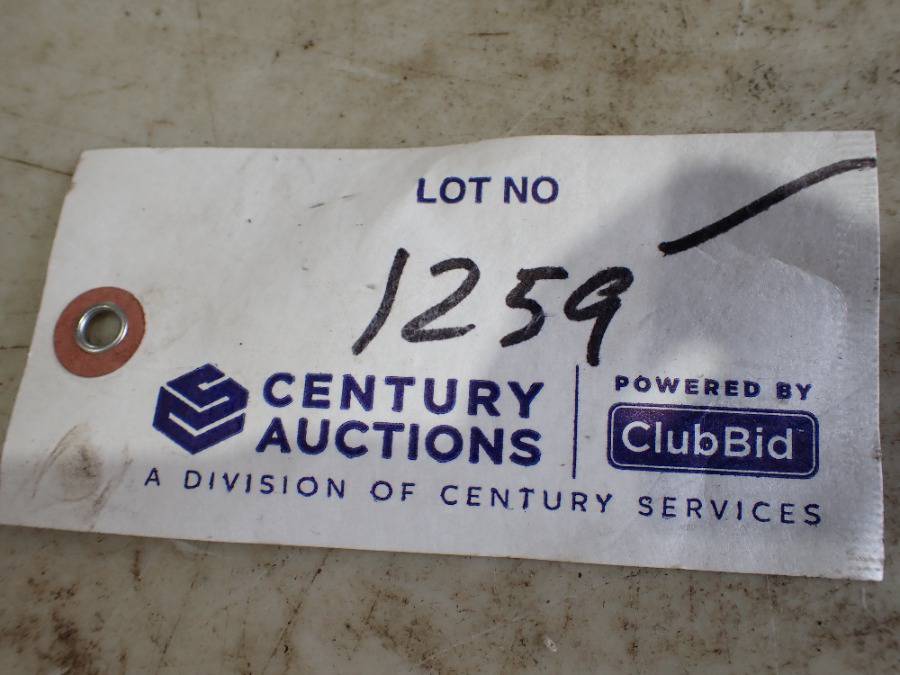 LOT NO
1259
CENTURY
AUCTIONS
A DIVISION OF CENTURY SERVICES
POWERED BY
ClubBid